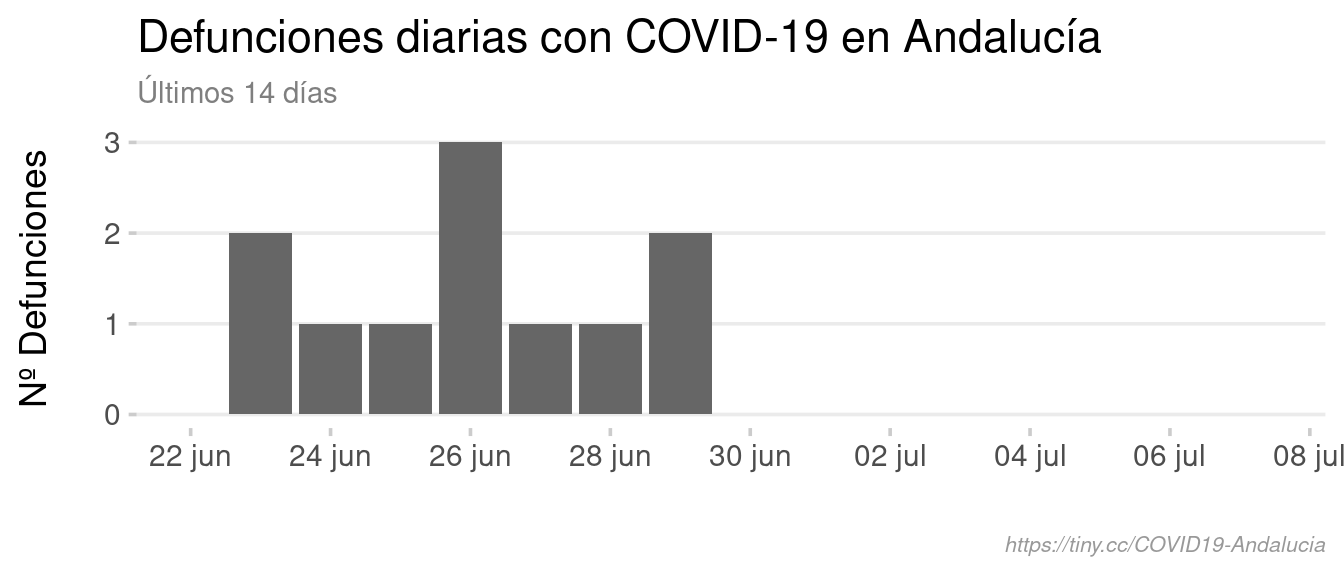 Defunciones diarias con COVID-19 en Andalucía
Últimos 14 días
Nº Defunciones
3
2
1
0
22 jun 24 jun 26 jun 28 jun 30 jun 02 jul 04 jul 06 jul 08 jul
https://tiny.cc/COVID19-Andalucia